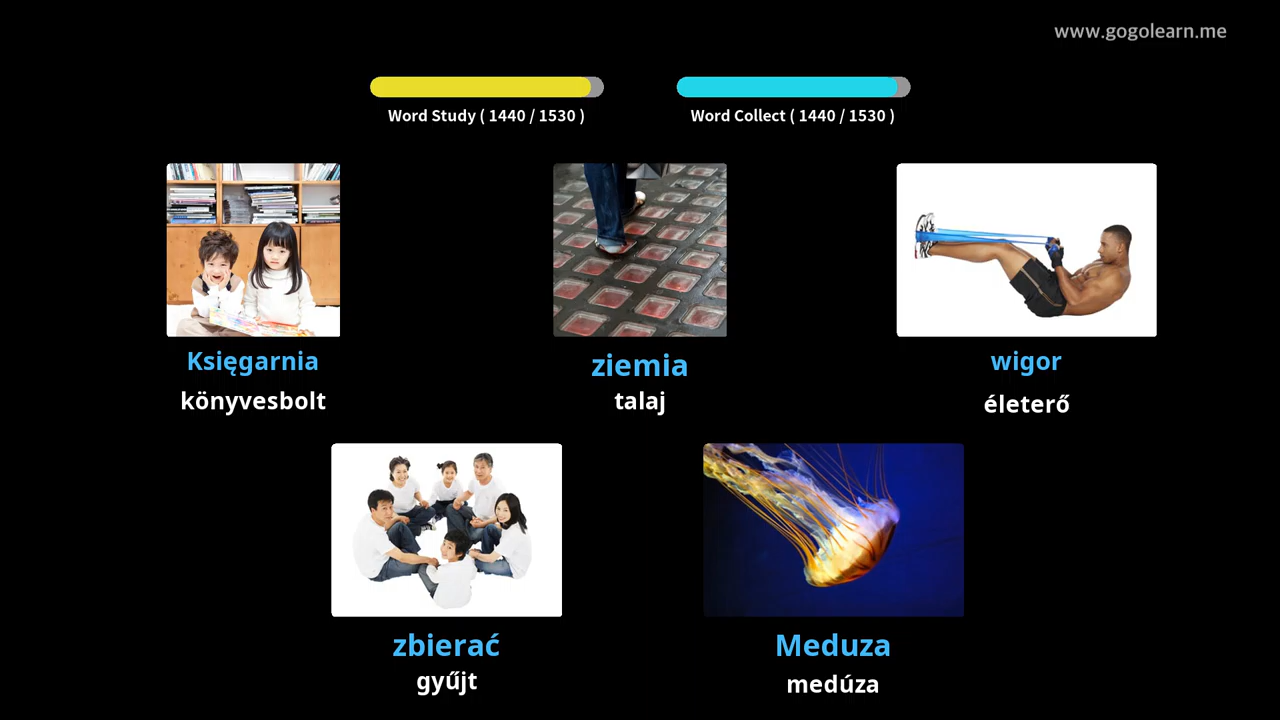 www.gogolearn.me
Word Study ( 1440 / 1530 )
Word Collect ( 1440 / 1530 )
Księgarnia
könyvesbolt
ziemia
talaj
wigor
életerő
zbierać
gyűjt
Meduza
medúza